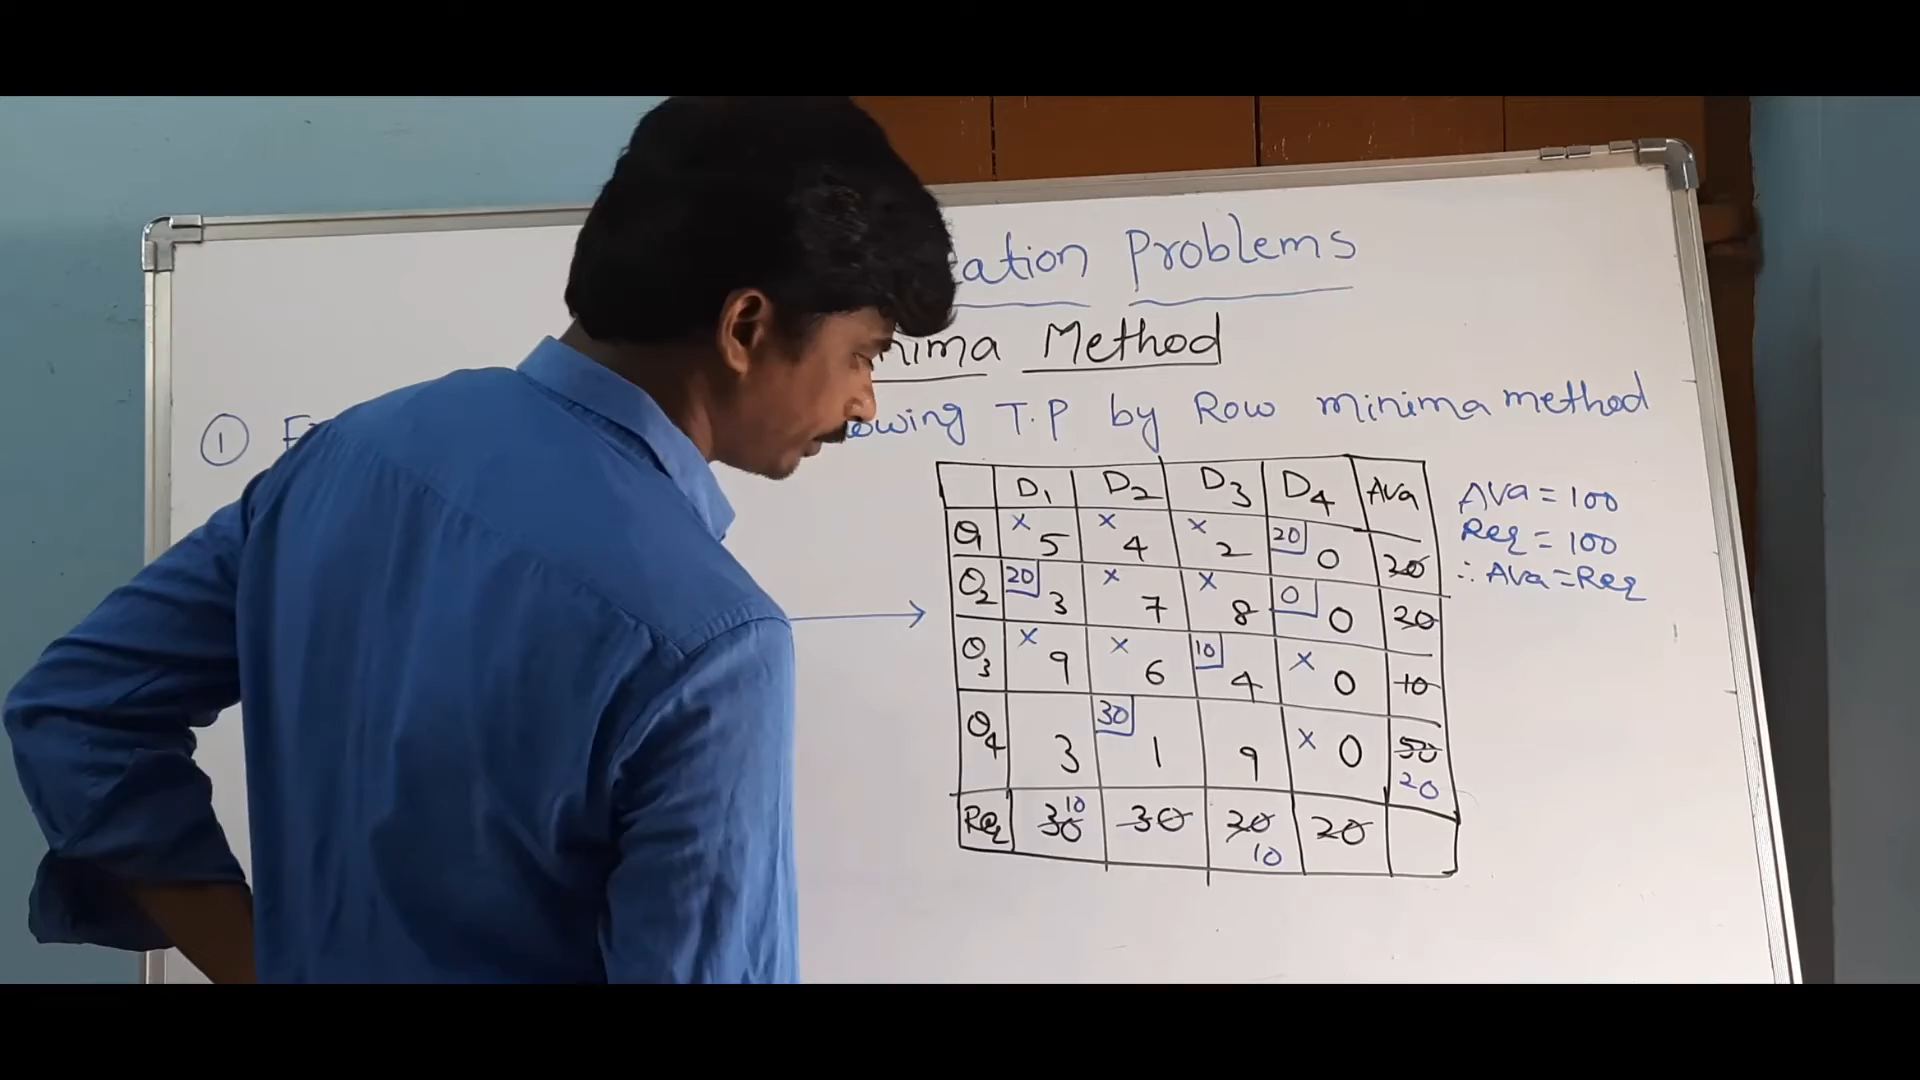 ation Problems
nima Method
① F owing T.P by Row minima method
D1 D2 D3 D4 Ava
O1 × 5 × 4 × 2 20 0 20
O2 20 3 × 7 × 8 0 0 20
O3 × 9 × 6 10 4 × 0 10
O4 3 30 1 9 × 0 50 20
Req 30 10 30 20 10 20
Ava = 100
Req = 100
∴ Ava = Req